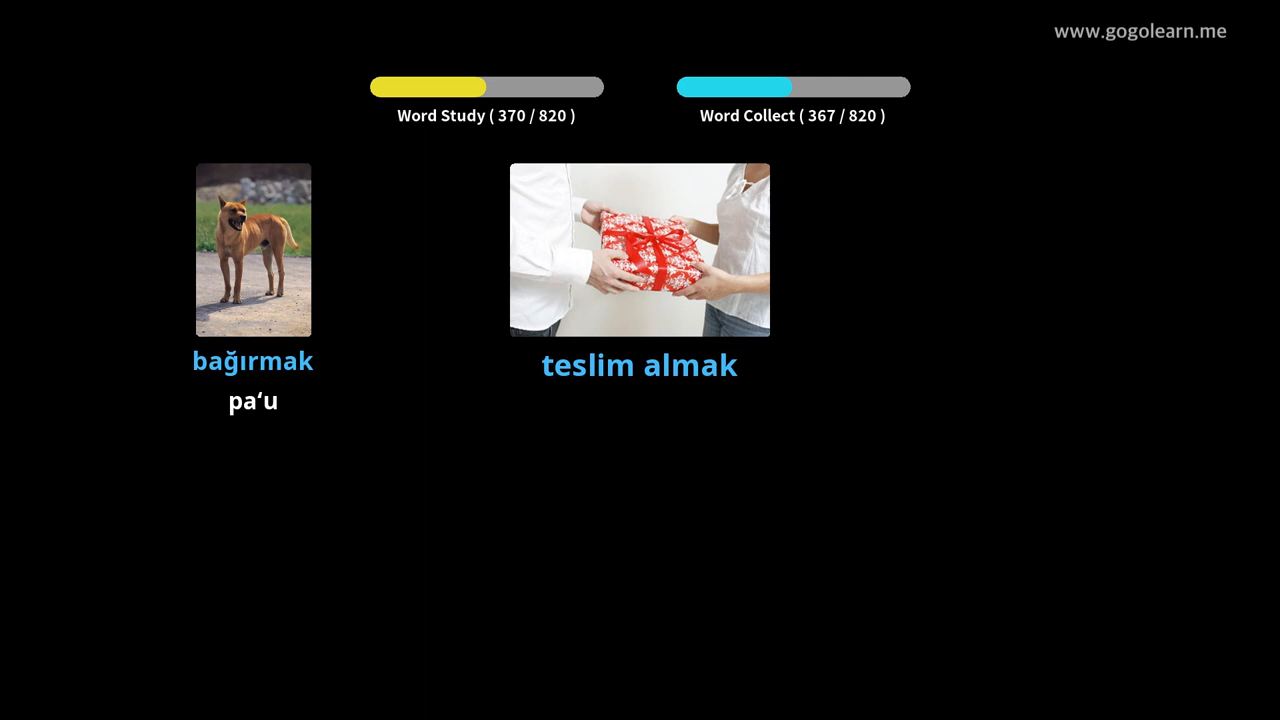 www.gogolearn.me
Word Study ( 370 / 820 )
Word Collect ( 367 / 820 )
bağırmak
paʻu
teslim almak